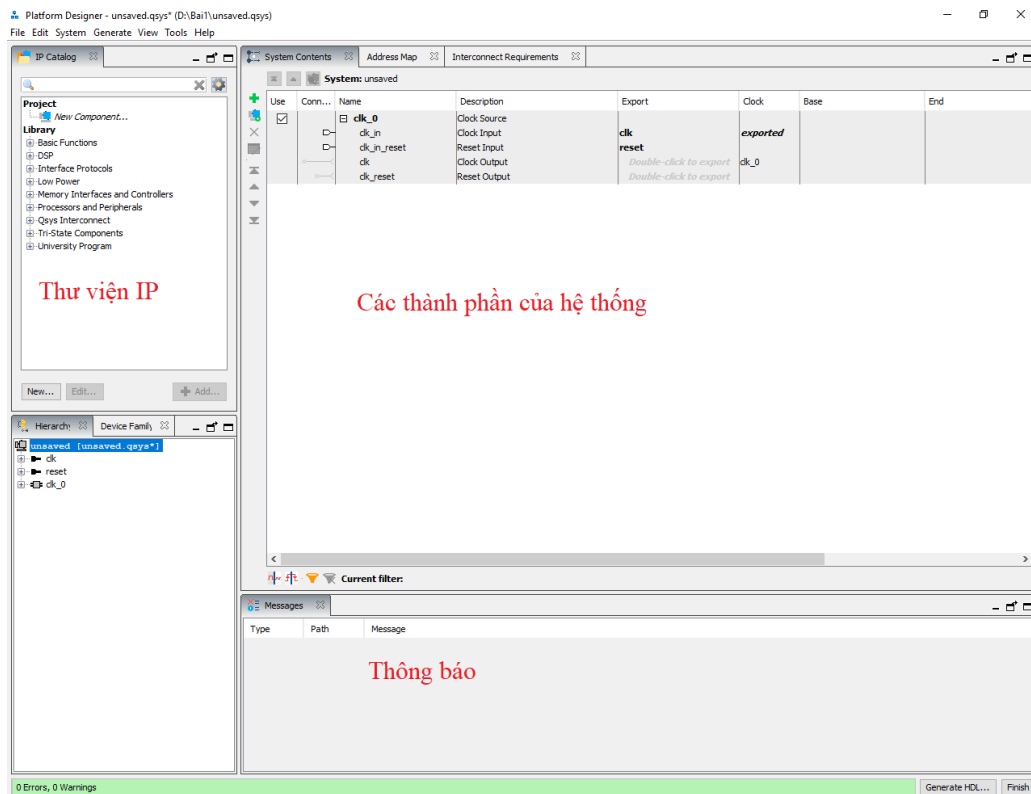 Platform Designer - unsaved.qsys* (D:\Bai1\unsaved.qsys)
File Edit System Generate View Tools Help
IP Catalog
Project
New Component...
Library
Basic Functions
DSP
Interface Protocols
Low Power
Memory Interfaces and Controllers
Processors and Peripherals
Qsys Interconnect
Tri-State Components
University Program
Thư viện IP
New... Edit... Add...
Hierarchy Device Family
unsaved [unsaved.qsys*]
clk
reset
clk_0
System Contents Address Map Interconnect Requirements
System: unsaved
Use Conn... Name Description Export Clock Base End
clk_0 Clock Source
clk_in Clock Input clk exported
clk_in_reset Reset Input reset
clk Clock Output Double-click to export clk_0
clk_reset Reset Output Double-click to export
Các thành phần của hệ thống
Current filter:
Messages
Type Path Message
Thông báo
0 Errors, 0 Warnings
Generate HDL... Finish